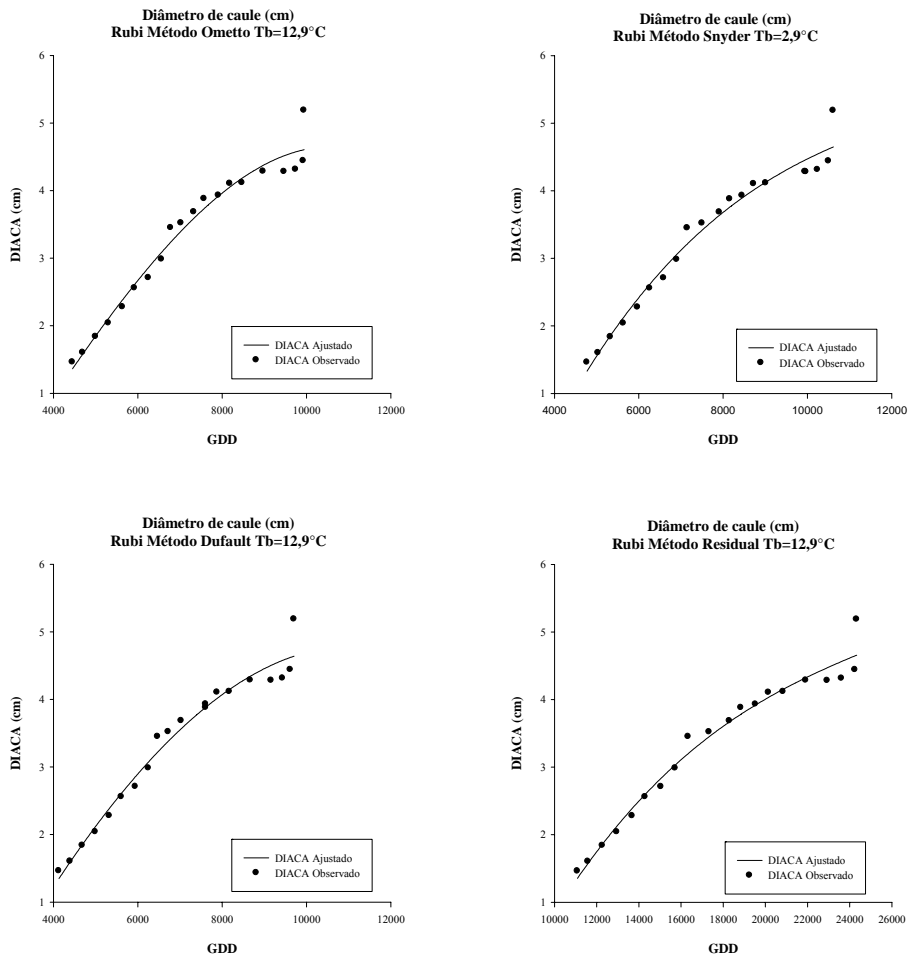 Diâmetro de caule (cm)
Rubi Método Ometto Tb=12,9°C
6
5
4
3
2
1
DIACA (cm)
DIACA Ajustado
DIACA Observado
4000 6000 8000 10000 12000
GDD
Diâmetro de caule (cm)
Rubi Método Snyder Tb=2,9°C
6
5
4
3
2
1
DIACA (cm)
DIACA Ajustado
DIACA Observado
4000 6000 8000 10000 12000
GDD
Diâmetro de caule (cm)
Rubi Método Dufault Tb=12,9°C
6
5
4
3
2
1
DIACA (cm)
DIACA Ajustado
DIACA Observado
4000 6000 8000 10000 12000
GDD
Diâmetro de caule (cm)
Rubi Método Residual Tb=12,9°C
6
5
4
3
2
1
DIACA (cm)
DIACA Ajustado
DIACA Observado
10000 12000 14000 16000 18000 20000 22000 24000 26000
GDD